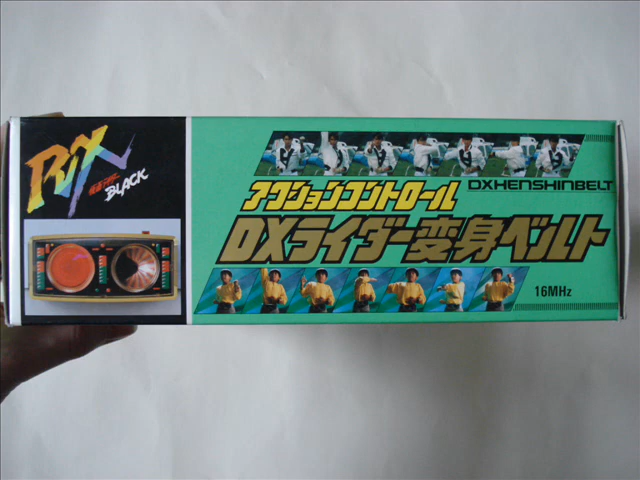 RX
仮面ライダー
BLACK
アクションコントロール
DXHENSHINBELT
DXライダー変身ベルト
16MHz